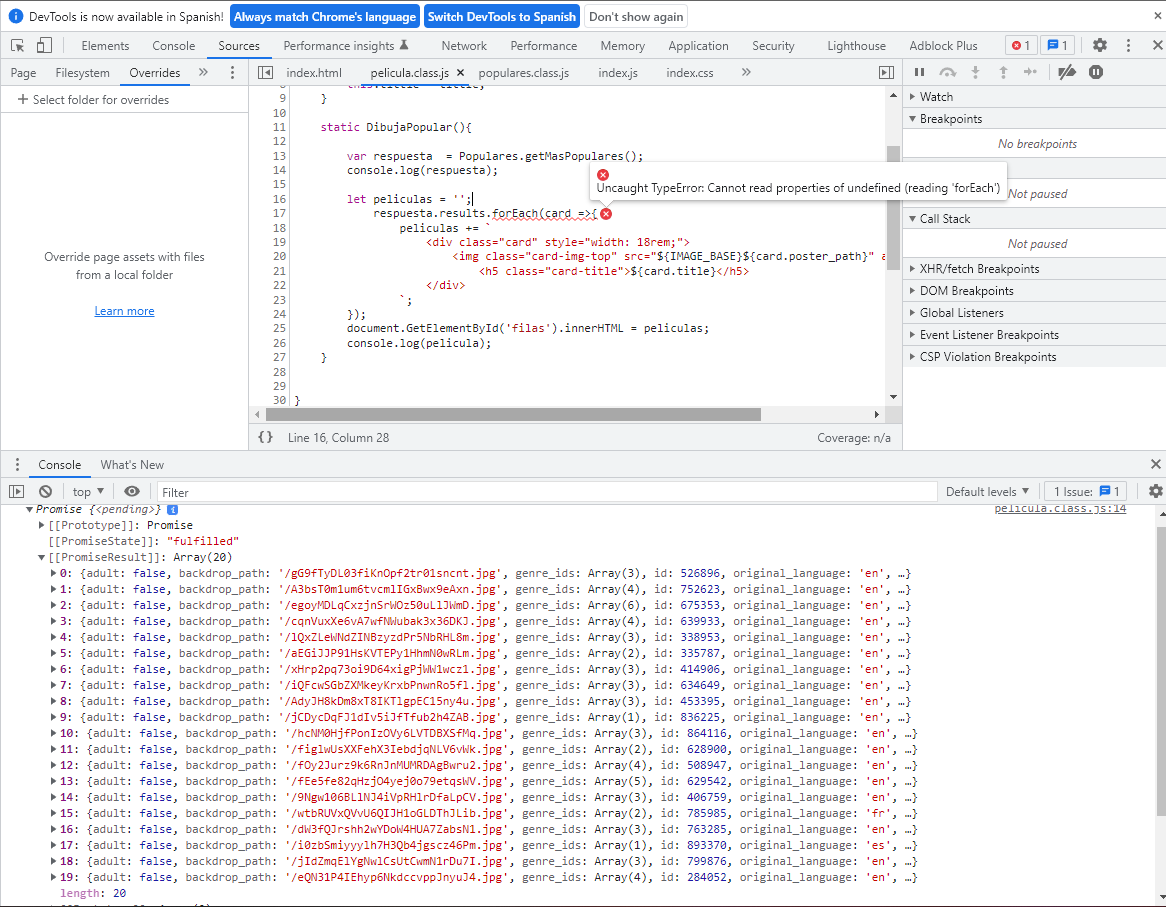 DevTools is now available in Spanish! Always match Chrome's language Switch DevTools to Spanish Don't show again
Elements Console Sources Performance insights Network Performance Memory Application Security Lighthouse Adblock Plus 1 1
Page Filesystem Overrides » index.html pelicula.class.js × populares.class.js index.js index.css »
+ Select folder for overrides
Override page assets with files
from a local folder
Learn more
9 }
10
11 static DibujaPopular(){
12
13 var respuesta = Populares.getMasPopulares();
14 console.log(respuesta);
15
16 let peliculas = '';
17 respuesta.results.forEach(card =>{
18 peliculas += `
19 <div class="card" style="width: 18rem;">
20 <img class="card-img-top" src="${IMAGE_BASE}${card.poster_path}" a
21 <h5 class="card-title">${card.title}</h5>
22 </div>
23 `;
24 });
25 document.GetElementById('filas').innerHTML = peliculas;
26 console.log(pelicula);
27 }
28
29
30 }
Uncaught TypeError: Cannot read properties of undefined (reading 'forEach')
{} Line 16, Column 28 Coverage: n/a
Watch
Breakpoints
No breakpoints
Not paused
Call Stack
Not paused
XHR/fetch Breakpoints
DOM Breakpoints
Global Listeners
Event Listener Breakpoints
CSP Violation Breakpoints
Console What's New
top ▼ Filter Default levels ▼ 1 Issue: 1
Promise {<pending>} i pelicula.class.js:14
[[Prototype]]: Promise
[[PromiseState]]: "fulfilled"
[[PromiseResult]]: Array(20)
0: {adult: false, backdrop_path: '/gG9fTyDL03fiKnOpf2tr01sncnt.jpg', genre_ids: Array(3), id: 526896, original_language: 'en', …}
1: {adult: false, backdrop_path: '/A3bsT0m1um6tvcmlIGxBwx9eAxn.jpg', genre_ids: Array(4), id: 752623, original_language: 'en', …}
2: {adult: false, backdrop_path: '/egoyMDLqCxzjnSrWOz50uLlJWmD.jpg', genre_ids: Array(6), id: 675353, original_language: 'en', …}
3: {adult: false, backdrop_path: '/cqnVuxXe6vA7wfNWubak3x36DKJ.jpg', genre_ids: Array(4), id: 639933, original_language: 'en', …}
4: {adult: false, backdrop_path: '/lQxZLeWNdZINBzyzdPr5NbRHL8m.jpg', genre_ids: Array(3), id: 338953, original_language: 'en', …}
5: {adult: false, backdrop_path: '/aEGiJJP91HsKVTEPy1HhmN0wRLm.jpg', genre_ids: Array(2), id: 335787, original_language: 'en', …}
6: {adult: false, backdrop_path: '/xHrp2pq73oi9D64xigPjWW1wcz1.jpg', genre_ids: Array(3), id: 414906, original_language: 'en', …}
7: {adult: false, backdrop_path: '/iQFcwSGbZXMkeyKrxbPnwnRo5fl.jpg', genre_ids: Array(3), id: 634649, original_language: 'en', …}
8: {adult: false, backdrop_path: '/AdyJH8kDm8xT8IKTlgpEC15ny4u.jpg', genre_ids: Array(3), id: 453395, original_language: 'en', …}
9: {adult: false, backdrop_path: '/jCDycDqFJ1dIv5iJfTfub2h4ZAB.jpg', genre_ids: Array(1), id: 836225, original_language: 'en', …}
10: {adult: false, backdrop_path: '/hcNM0HjfPonIzOVy6LVTDBXSfMq.jpg', genre_ids: Array(3), id: 864116, original_language: 'en', …}
11: {adult: false, backdrop_path: '/figlwUsXXFehX3IebdjqNLV6vWk.jpg', genre_ids: Array(2), id: 628900, original_language: 'en', …}
12: {adult: false, backdrop_path: '/fOy2Jurz9k6RnJnMUMRDAgBwru2.jpg', genre_ids: Array(4), id: 508947, original_language: 'en', …}
13: {adult: false, backdrop_path: '/fEe5fe82qHzjO4yej0o79etqsWV.jpg', genre_ids: Array(5), id: 629542, original_language: 'en', …}
14: {adult: false, backdrop_path: '/9Ngw106BLlNJ4iVpRHlrDfaLpCV.jpg', genre_ids: Array(3), id: 406759, original_language: 'en', …}
15: {adult: false, backdrop_path: '/wtbRUVxQVvU6QIJH1oGLDThJLib.jpg', genre_ids: Array(2), id: 785985, original_language: 'fr', …}
16: {adult: false, backdrop_path: '/dW3fQJrshh2wYDoW4HUA7ZabsN1.jpg', genre_ids: Array(3), id: 763285, original_language: 'en', …}
17: {adult: false, backdrop_path: '/i0zbSmiyyylh7H3Qb4jgscz46Pm.jpg', genre_ids: Array(1), id: 893370, original_language: 'es', …}
18: {adult: false, backdrop_path: '/jIdZmqElYgNwlCsUtCwmN1rDu7I.jpg', genre_ids: Array(3), id: 799876, original_language: 'en', …}
19: {adult: false, backdrop_path: '/eQN31P4IEhyp6NkdccvppJnyuJ4.jpg', genre_ids: Array(4), id: 284052, original_language: 'en', …}
length: 20